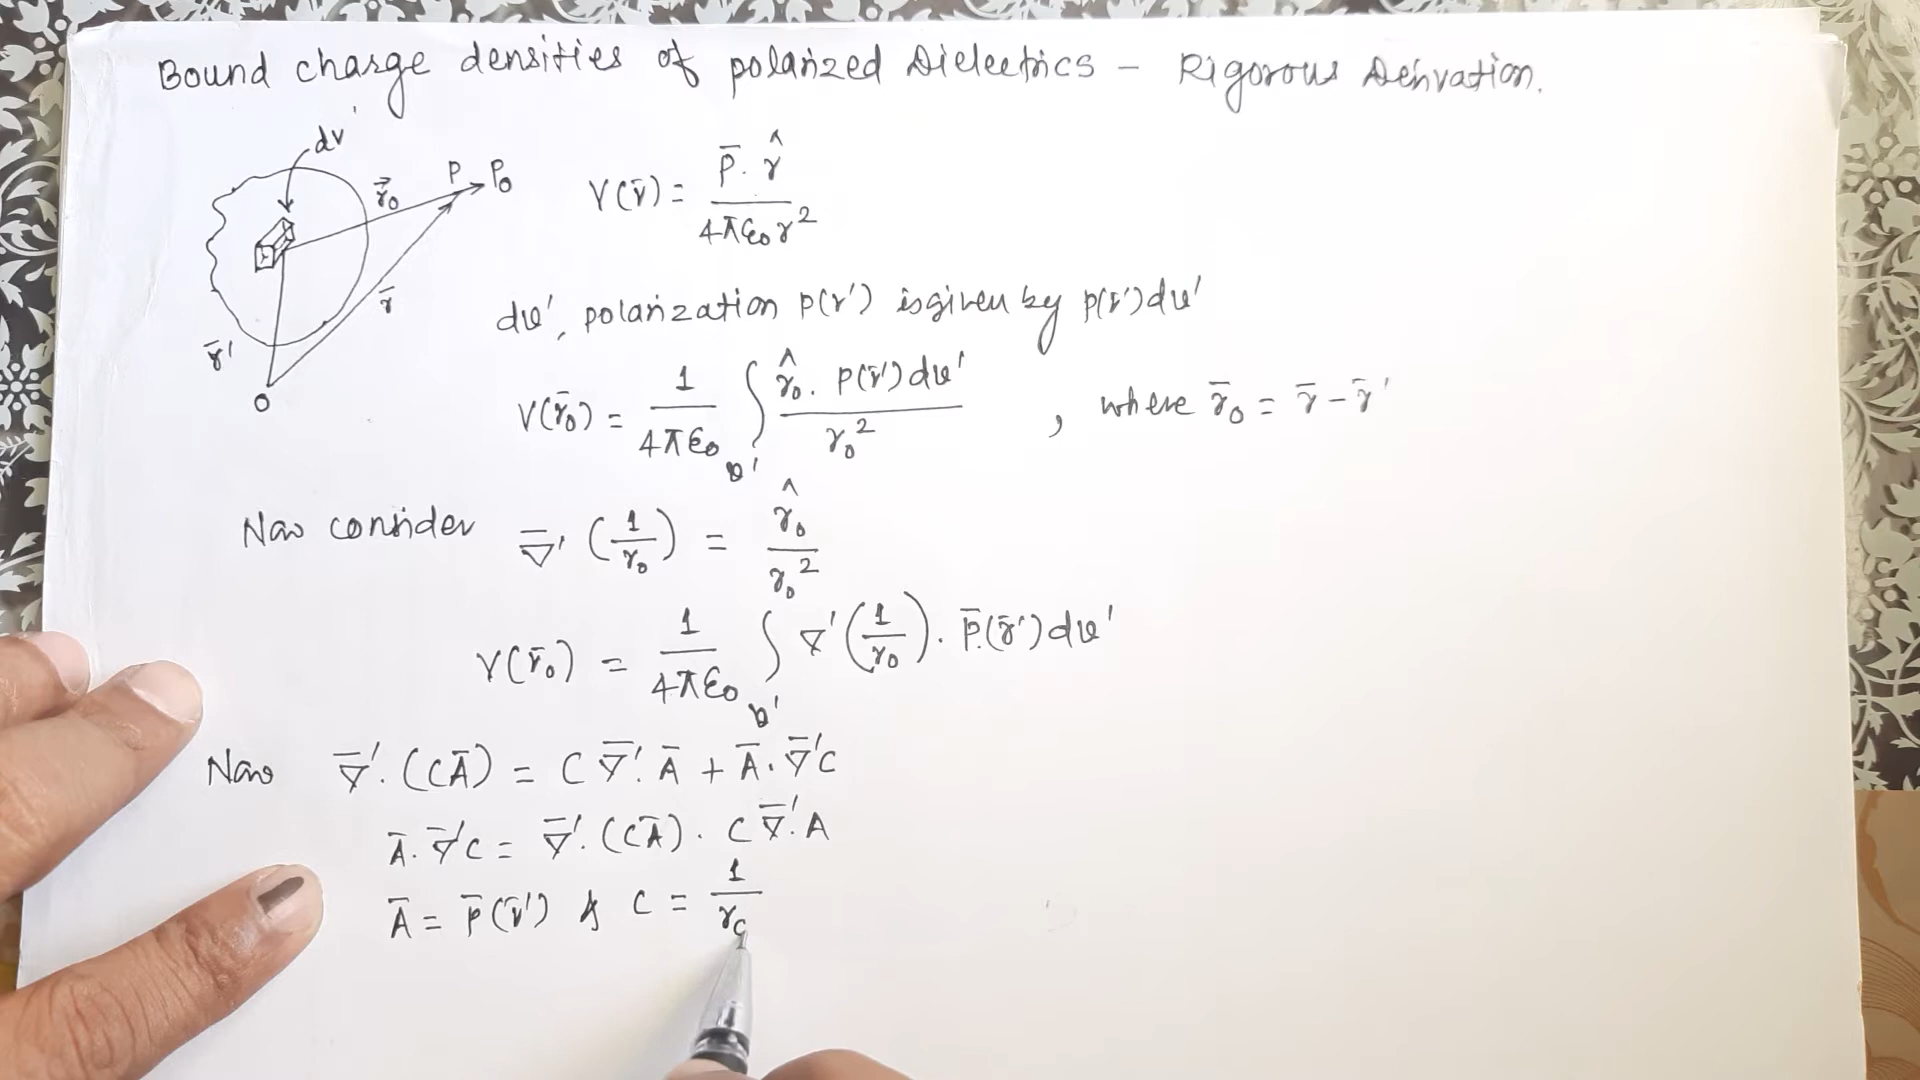 Bound charge densities of polarized Dielectrics – Rigorous Derivation.
dv'
P P₀
r⃗₀
r̄
r̄'
O
V(r̄) = p̄ · r̂ / 4πε₀r²
dv', polarization p(r') is given by p(r')dv'
V(r̄₀) = 1/4πε₀ ∫v' r̂₀ · p(r̄')dv' / r₀² , where r̄₀ = r̄ – r̄'
Now consider ∇̄' (1/r₀) = r̂₀ / r₀²
V(r̄₀) = 1/4πε₀ ∫v' ∇'(1/r₀) · P̄(r̄')dv'
Now ∇̄' · (CĀ) = C ∇̄' · Ā + Ā · ∇̄'C
Ā · ∇̄'C = ∇̄' · (CĀ) · C ∇̄' · A
Ā = P̄(r̄') & C = 1/r₀